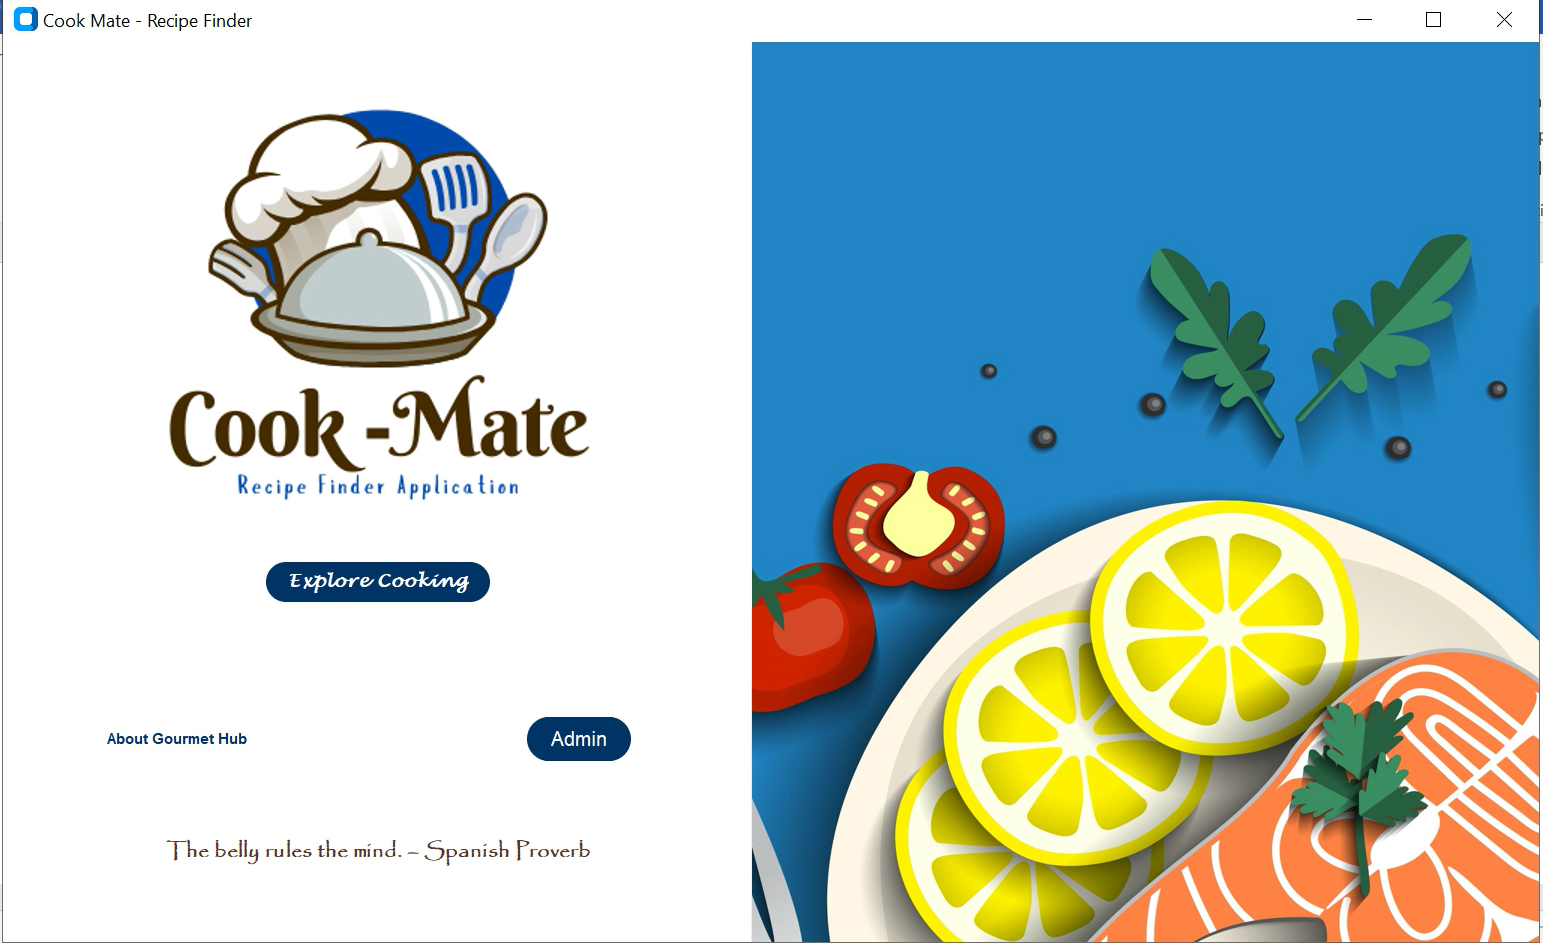 Cook Mate - Recipe Finder
Cook -Mate
Recipe Finder Application
Explore Cooking
About Gourmet Hub
Admin
The belly rules the mind. – Spanish Proverb